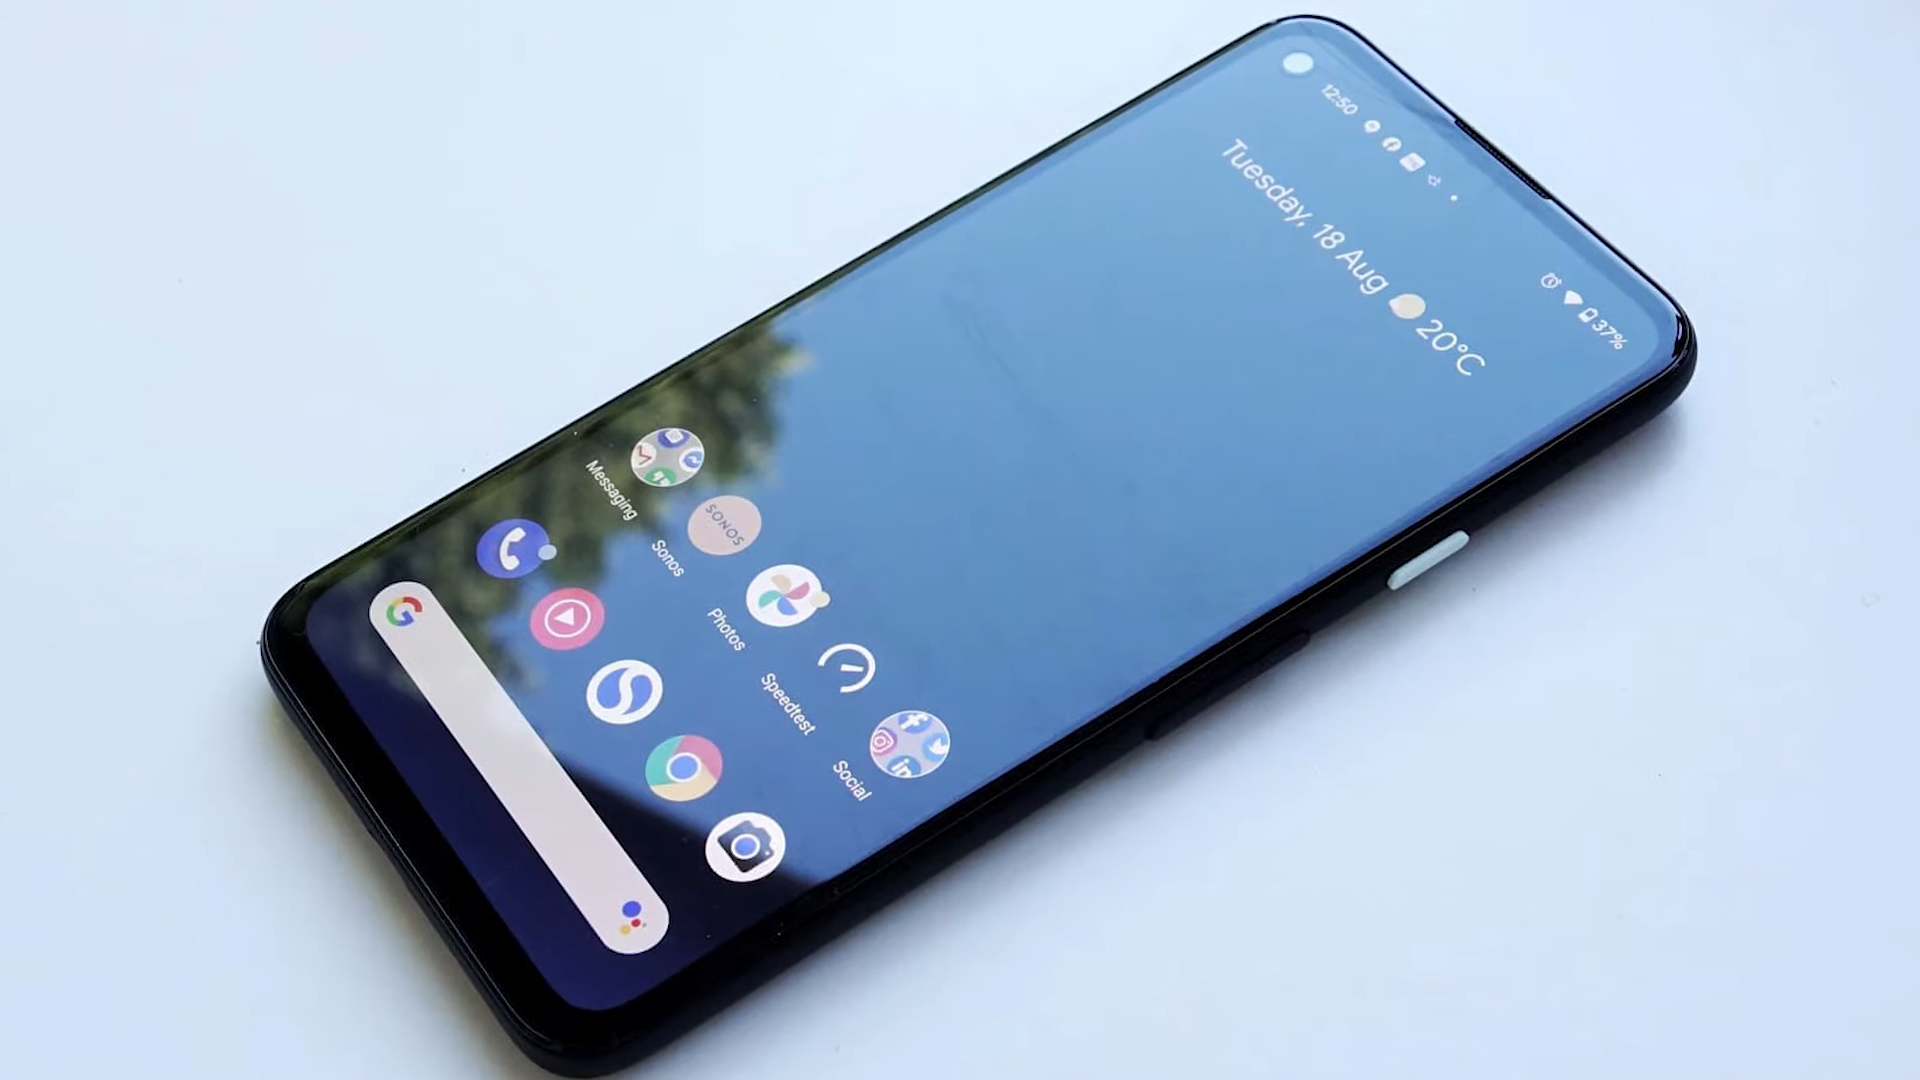 12:50
37%
Tuesday, 18 Aug 20°C
SONOS
Messaging
Sonos
Photos
Speedtest
Social